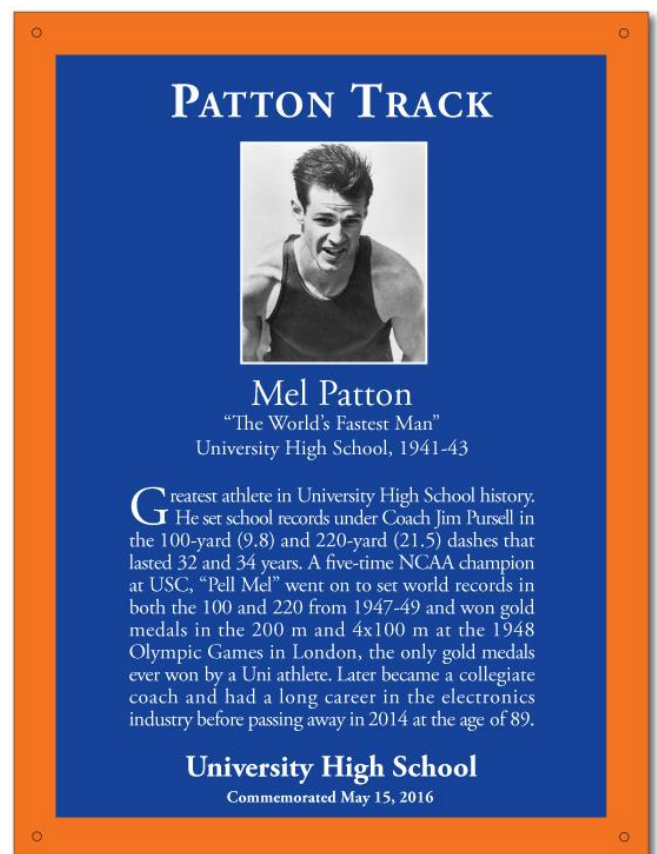 PATTON TRACK
Mel Patton
“The World’s Fastest Man”
University High School, 1941-43
Greatest athlete in University High School history.
He set school records under Coach Jim Pursell in
the 100-yard (9.8) and 220-yard (21.5) dashes that
lasted 32 and 34 years. A five-time NCAA champion
at USC, “Pell Mel” went on to set world records in
both the 100 and 220 from 1947-49 and won gold
medals in the 200 m and 4x100 m at the 1948
Olympic Games in London, the only gold medals
ever won by a Uni athlete. Later became a collegiate
coach and had a long career in the electronics
industry before passing away in 2014 at the age of 89.
University High School
Commemorated May 15, 2016